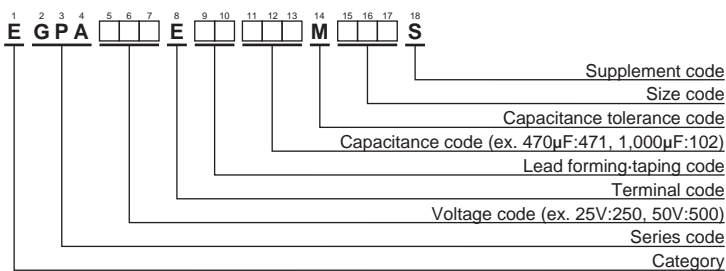 1 2 3 4 5 6 7 8 9 10 11 12 13 14 15 16 17 18
E G P A E M S
Supplement code
Size code
Capacitance tolerance code
Capacitance code (ex. 470µF:471, 1,000µF:102)
Lead forming·taping code
Terminal code
Voltage code (ex. 25V:250, 50V:500)
Series code
Category